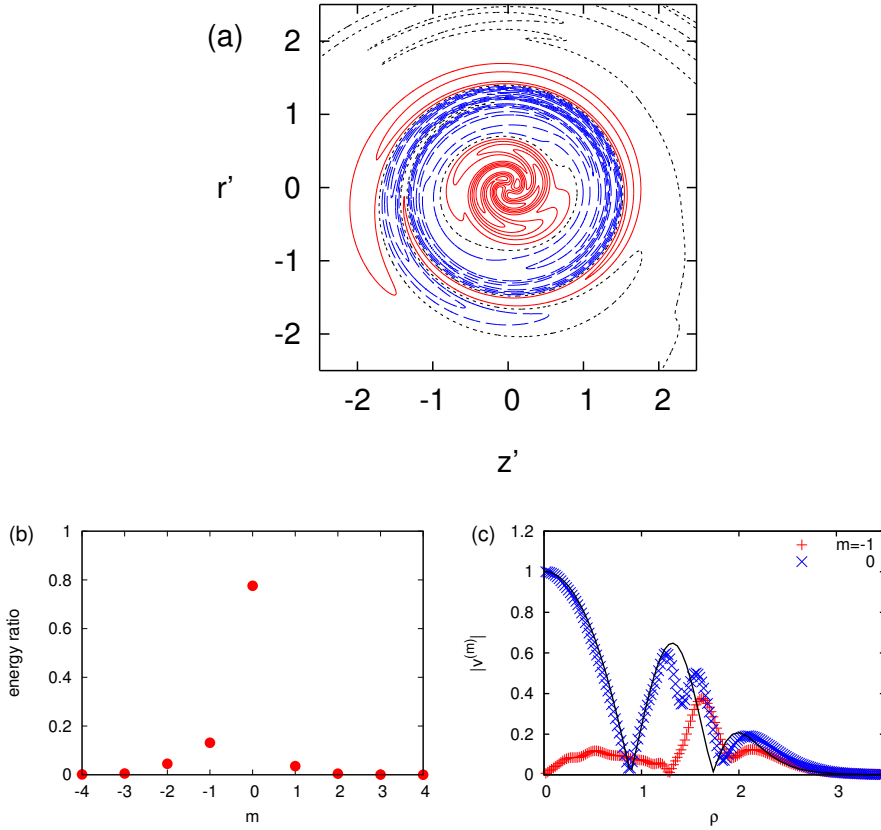 (a)
2
1
r'
0
-1
-2
-2 -1 0 1 2
z'
(b)
1
0.8
0.6
energy ratio
0.4
0.2
0
-4 -3 -2 -1 0 1 2 3 4
m
(c)
1.2
m=-1
0
1
0.8
0.6
|v^(m)|
0.4
0.2
0
0 1 2 3
ρ